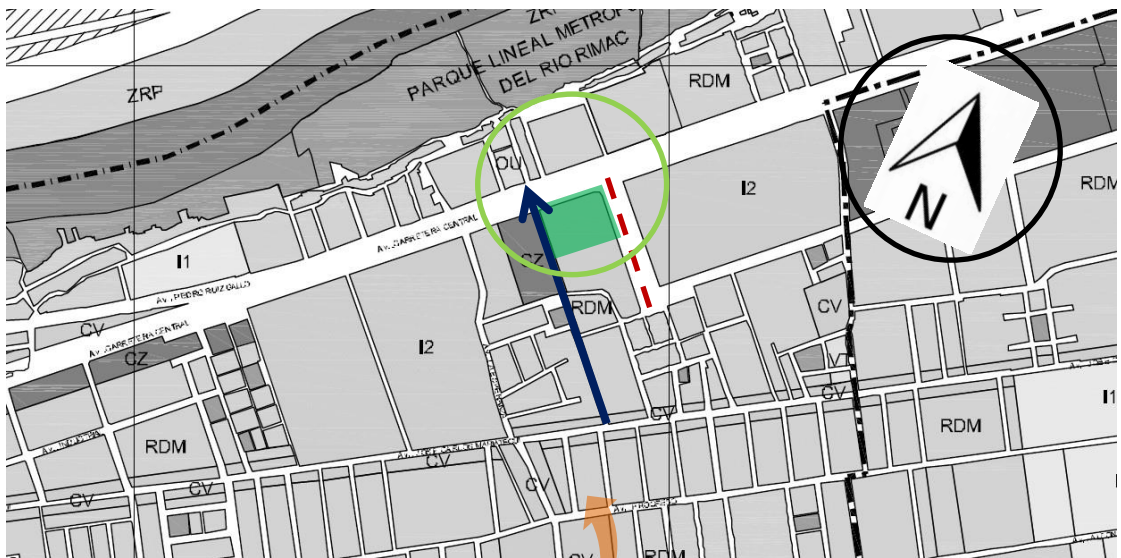 ZRP
PARQUE LINEAL METROPO
DEL RIO RIMAC
ZRP
RDM
OU
I2
RDM
N
AV. CARRETERA CENTRAL
I1
CZ
AV. PEDRO RUIZ GALLO
CV
RDM
CV
AV. CARRETERA CENTRAL
CZ
I2
CV
CV
I1
RDM
RDM
CV
CV
CV
AV. PROGRESO
CV
RDM